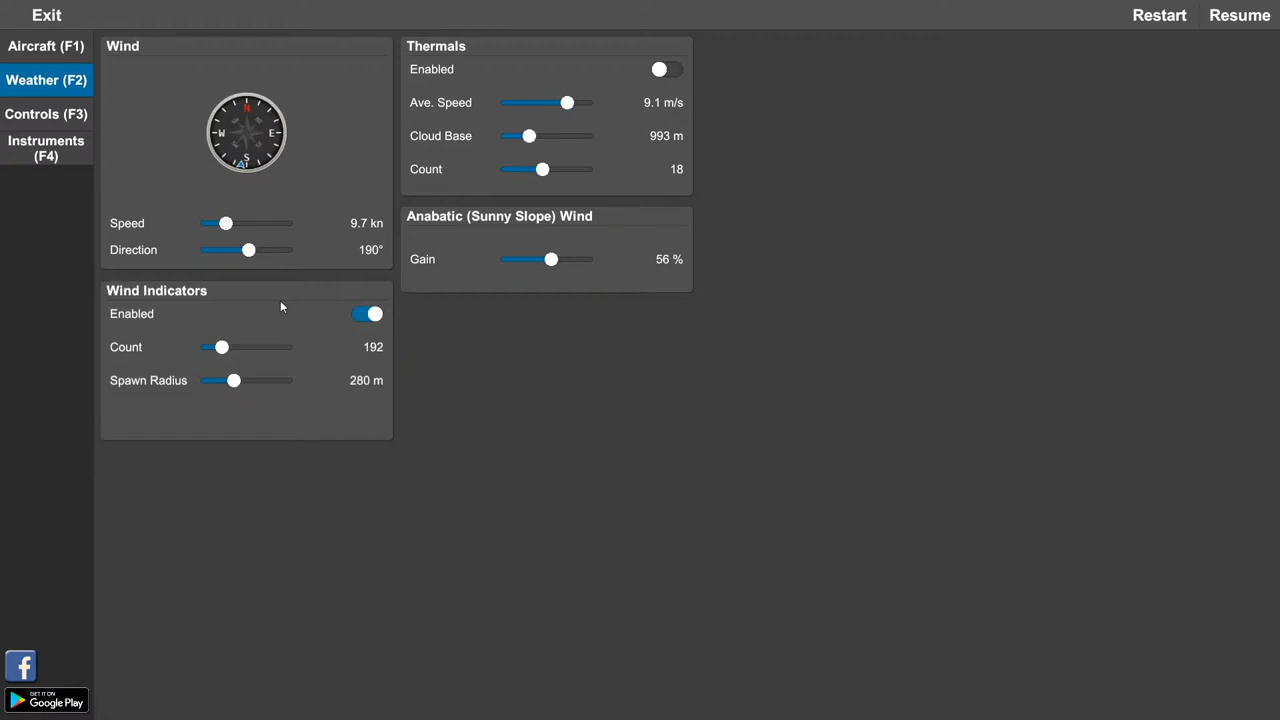 Exit
Restart
Resume
Aircraft (F1)
Weather (F2)
Controls (F3)
Instruments
(F4)
Wind
N
W
E
S
Speed
9.7 kn
Direction
190°
Wind Indicators
Enabled
Count
192
Spawn Radius
280 m
Thermals
Enabled
Ave. Speed
9.1 m/s
Cloud Base
993 m
Count
18
Anabatic (Sunny Slope) Wind
Gain
56 %
GET IT ON
Google Play